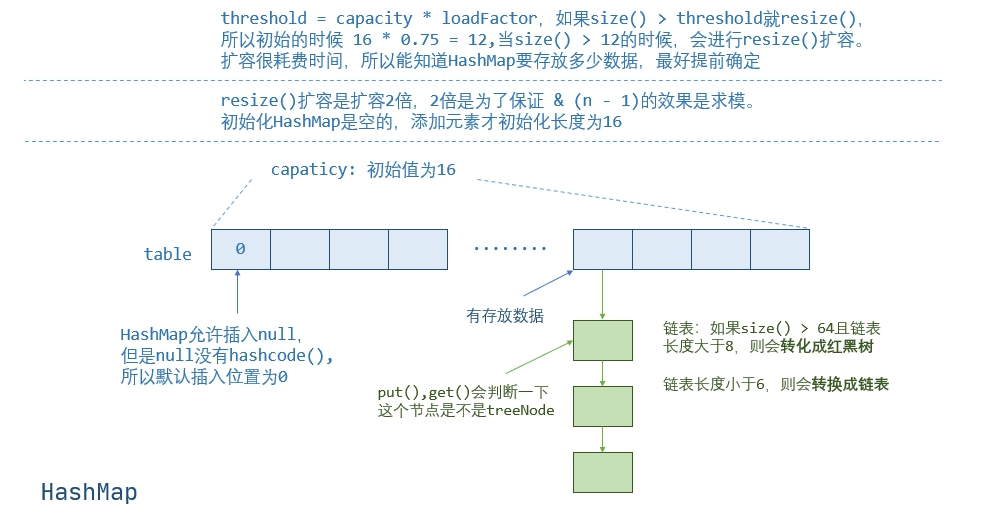 threshold = capacity * loadFactor，如果size() > threshold就resize()，
所以初始的时候 16 * 0.75 = 12,当size() > 12的时候，会进行resize()扩容。
扩容很耗费时间，所以能知道HashMap要存放多少数据，最好提前确定
resize()扩容是扩容2倍，2倍是为了保证 & (n - 1)的效果是求模。
初始化HashMap是空的，添加元素才初始化长度为16
capaticy: 初始值为16
table
0
········
有存放数据
HashMap允许插入null，
但是null没有hashcode(),
所以默认插入位置为0
链表：如果size() > 64且链表
长度大于8，则会转化成红黑树
链表长度小于6，则会转换成链表
put(),get()会判断一下
这个节点是不是treeNode
HashMap